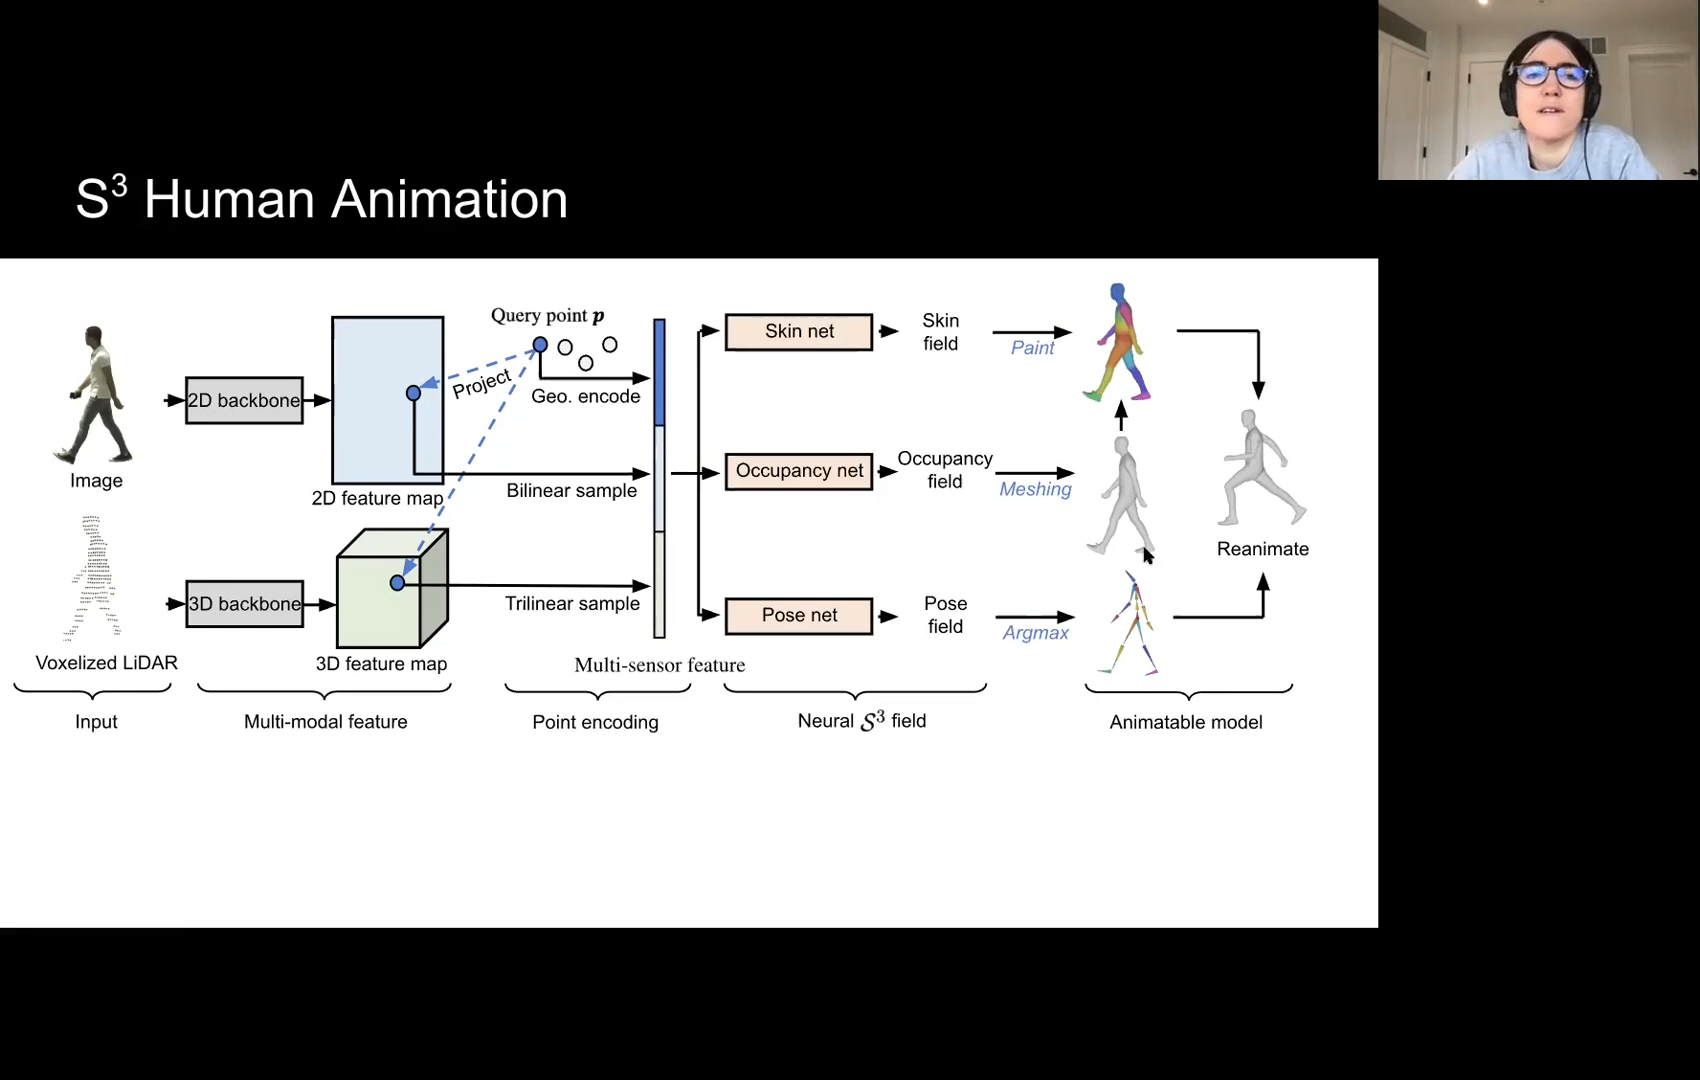 S³ Human Animation
Query point p
Project
Geo. encode
Image
2D backbone
2D feature map
Bilinear sample
Voxelized LiDAR
3D backbone
3D feature map
Trilinear sample
Multi-sensor feature
Skin net
Skin
field
Paint
Occupancy net
Occupancy
field
Meshing
Pose net
Pose
field
Argmax
Reanimate
Input
Multi-modal feature
Point encoding
Neural 𝒮³ field
Animatable model